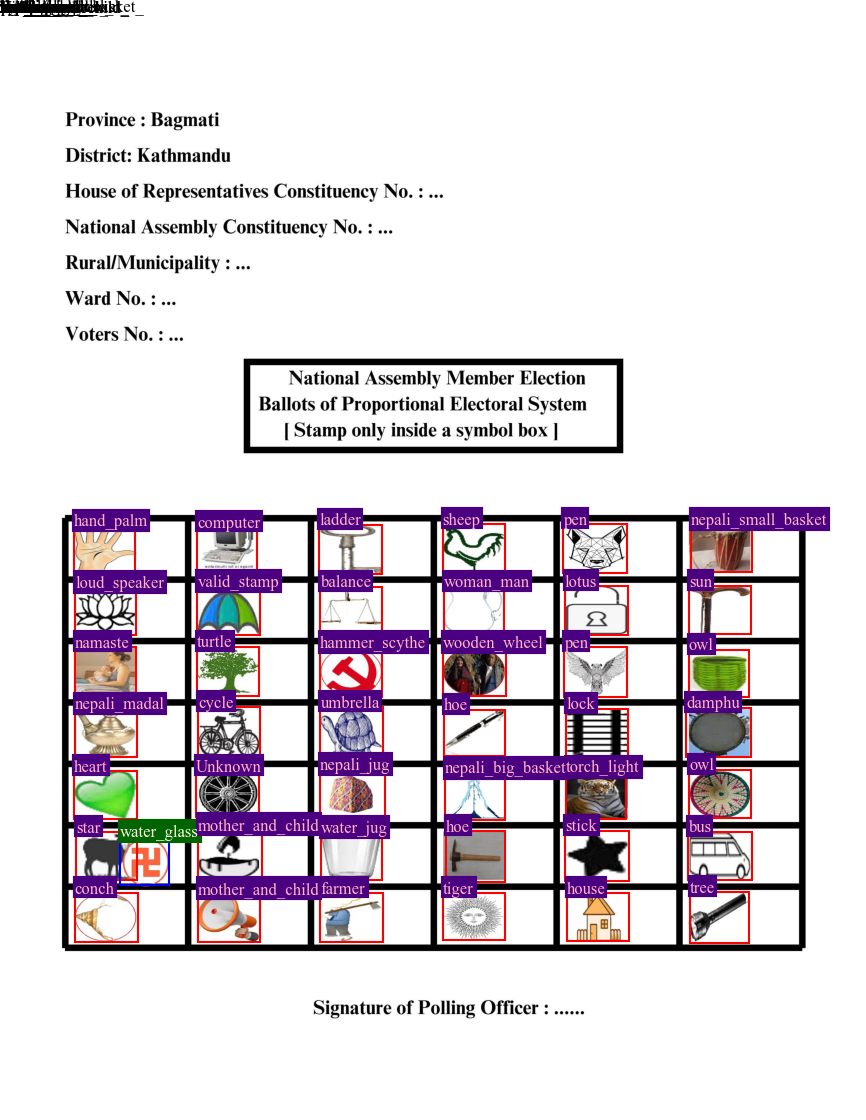 Province : Bagmati
District: Kathmandu
House of Representatives Constituency No. : ...
National Assembly Constituency No. : ...
Rural/Municipality : ...
Ward No. : ...
Voters No. : ...
National Assembly Member Election
Ballots of Proportional Electoral System
[ Stamp only inside a symbol box ]
hand_palm computer ladder sheep pen nepali_small_basket
loud_speaker valid_stamp balance woman_man lotus sun
namaste turtle hammer_scythe wooden_wheel pen owl
nepali_madal cycle umbrella hoe lock damphu
heart Unknown nepali_jug nepali_big_basket torch_light owl
star water_glass mother_and_child water_jug hoe stick bus
conch mother_and_child farmer tiger house tree
Signature of Polling Officer : ......